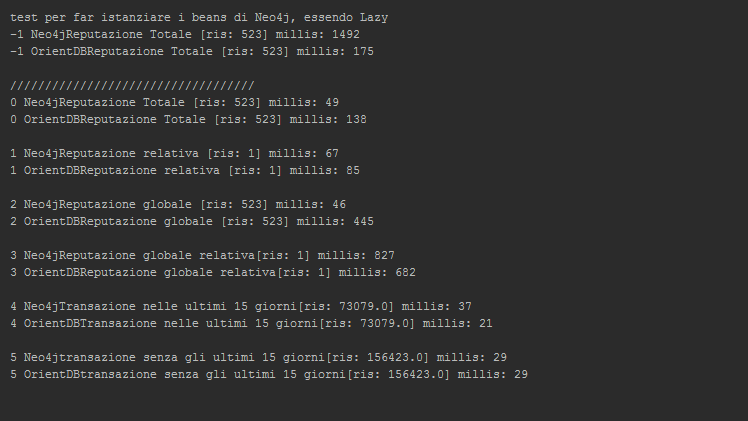 test per far istanziare i beans di Neo4j, essendo Lazy
-1 Neo4jReputazione Totale [ris: 523] millis: 1492
-1 OrientDBReputazione Totale [ris: 523] millis: 175
///////////////////////////////////
0 Neo4jReputazione Totale [ris: 523] millis: 49
0 OrientDBReputazione Totale [ris: 523] millis: 138
1 Neo4jReputazione relativa [ris: 1] millis: 67
1 OrientDBReputazione relativa [ris: 1] millis: 85
2 Neo4jReputazione globale [ris: 523] millis: 46
2 OrientDBReputazione globale [ris: 523] millis: 445
3 Neo4jReputazione globale relativa[ris: 1] millis: 827
3 OrientDBReputazione globale relativa[ris: 1] millis: 682
4 Neo4jTransazione nelle ultimi 15 giorni[ris: 73079.0] millis: 37
4 OrientDBTransazione nelle ultimi 15 giorni[ris: 73079.0] millis: 21
5 Neo4jtransazione senza gli ultimi 15 giorni[ris: 156423.0] millis: 29
5 OrientDBtransazione senza gli ultimi 15 giorni[ris: 156423.0] millis: 29